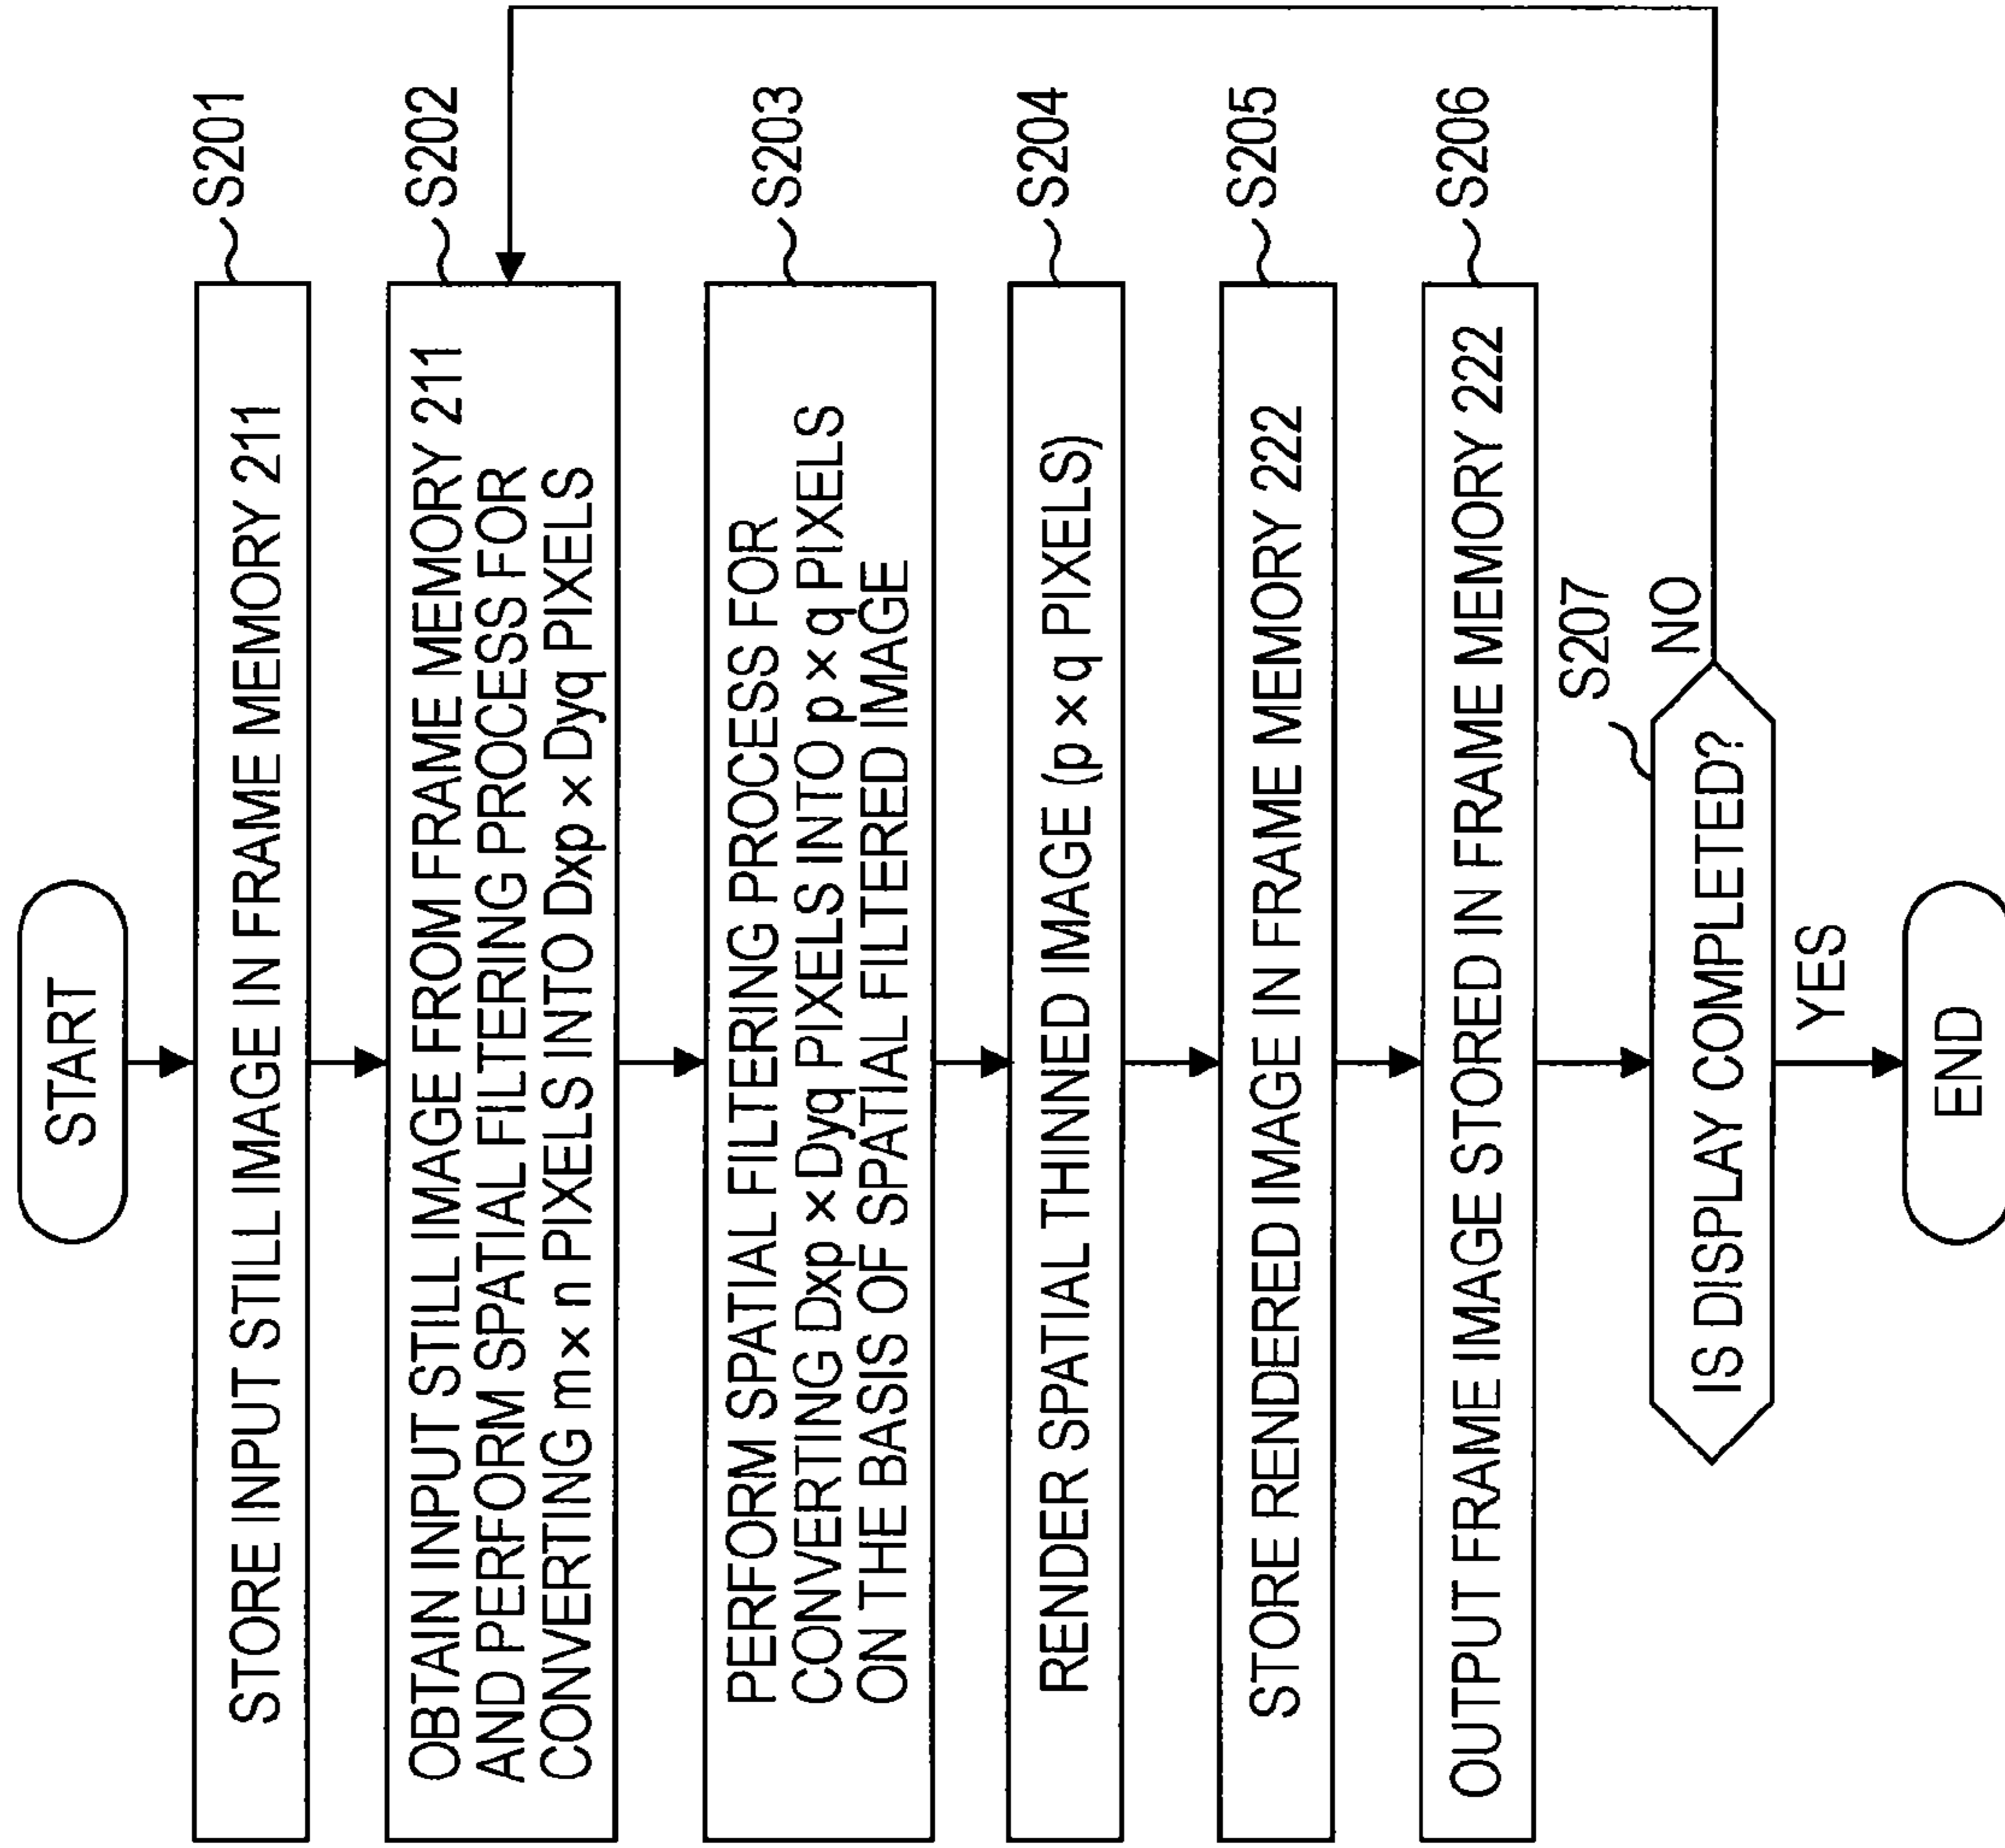 START
S201
STORE INPUT STILL IMAGE IN FRAME MEMORY 211
S202
OBTAIN INPUT STILL IMAGE FROM FRAME MEMORY 211
AND PERFORM SPATIAL FILTERING PROCESS FOR
CONVERTING m × n PIXELS INTO Dxp × Dyq PIXELS
S203
PERFORM SPATIAL FILTERING PROCESS FOR
CONVERTING Dxp × Dyq PIXELS INTO p × q PIXELS
ON THE BASIS OF SPATIAL FILTERED IMAGE
S204
RENDER SPATIAL THINNED IMAGE (p × q PIXELS)
S205
STORE RENDERED IMAGE IN FRAME MEMORY 222
S206
OUTPUT FRAME IMAGE STORED IN FRAME MEMORY 222
S207
IS DISPLAY COMPLETED?
NO
YES
END